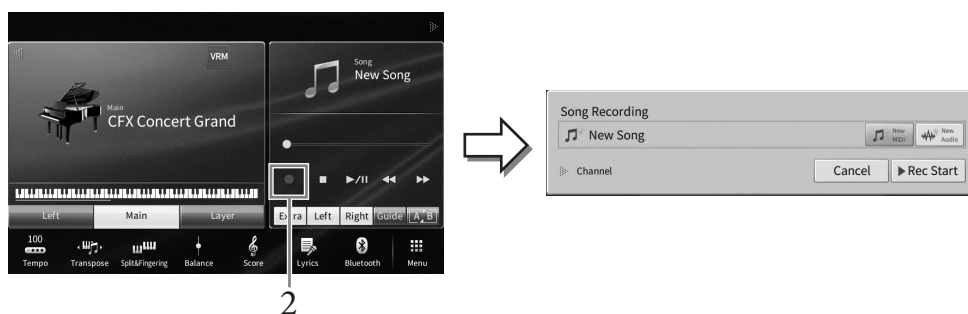 VRM
Main
CFX Concert Grand
Song
New Song
Left Main Layer
Extra Left Right Guide A B
100
Tempo Transpose Split&Fingering Balance Score Lyrics Bluetooth Menu
2
Song Recording
New Song
New
MIDI
New
Audio
Channel
Cancel
Rec Start